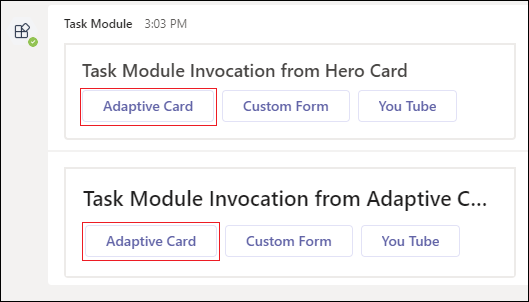 Task Module 3:03 PM
Task Module Invocation from Hero Card
Adaptive Card Custom Form You Tube
Task Module Invocation from Adaptive C...
Adaptive Card Custom Form You Tube